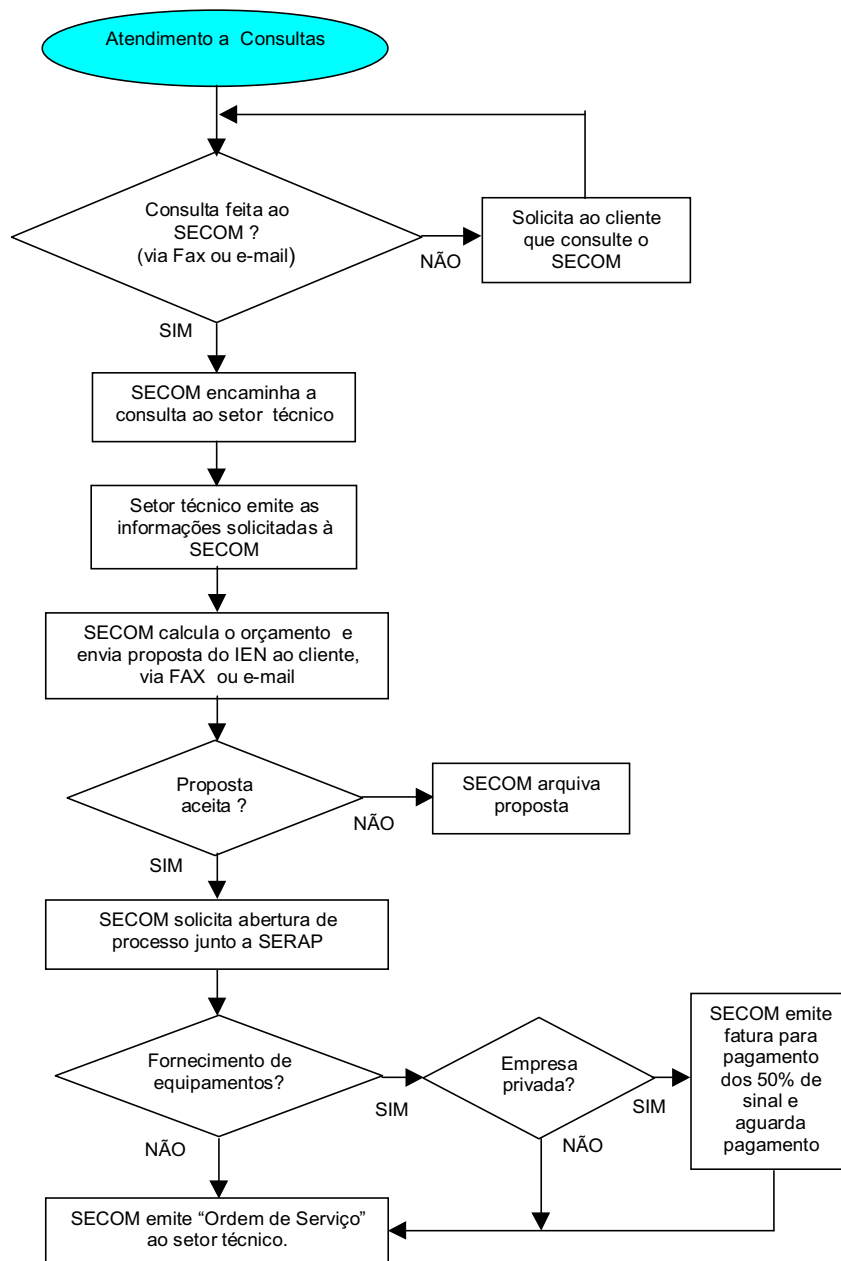 Atendimento a Consultas
Consulta feita ao
SECOM ?
(via Fax ou e-mail)
NÃO
Solicita ao cliente
que consulte o
SECOM
SIM
SECOM encaminha a
consulta ao setor técnico
Setor técnico emite as
informações solicitadas à
SECOM
SECOM calcula o orçamento e
envia proposta do IEN ao cliente,
via FAX ou e-mail
Proposta
aceita ?
NÃO
SECOM arquiva
proposta
SIM
SECOM solicita abertura de
processo junto a SERAP
Fornecimento de
equipamentos?
SIM
Empresa
privada?
SIM
SECOM emite
fatura para
pagamento
dos 50% de
sinal e
aguarda
pagamento
NÃO
NÃO
SECOM emite “Ordem de Serviço”
ao setor técnico.